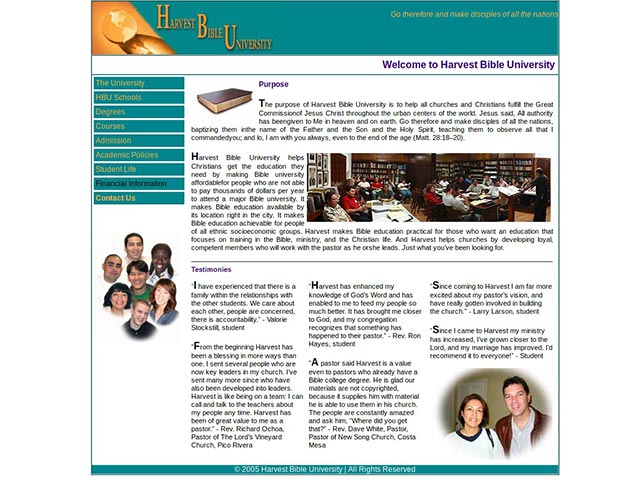 Harvest
Bible
University
Go therefore and make disciples of all the nations
Welcome to Harvest Bible University
The University
HBU Schools
Degrees
Courses
Admission
Academic Policies
Student Life
Financial Information
Contact Us
Purpose
The purpose of Harvest Bible University is to help all churches and Christians fulfill the Great
Commissionof Jesus Christ throughout the urban centers of the world. Jesus said, All authority
has beengiven to Me in heaven and on earth. Go therefore and make disciples of all the nations,
baptizing them inthe name of the Father and the Son and the Holy Spirit, teaching them to observe all that I
commandedyou; and lo, I am with you always, even to the end of the age (Matt. 28:18–20).
Harvest Bible University helps
Christians get the education they
need by making Bible university
affordablefor people who are not able
to pay thousands of dollars per year
to attend a major Bible university. It
makes Bible education available by
its location right in the city. It makes
Bible education achievable for people
of all ethnic socioeconomic groups. Harvest makes Bible education practical for those who want an education that
focuses on training in the Bible, ministry, and the Christian life. And Harvest helps churches by developing loyal,
competent members who will work with the pastor as he orshe leads. Just what you've been looking for.
Testimonies
"I have experienced that there is a
family within the relationships with
the other students. We care about
each other, people are concerned,
there is accountability." - Valorie
Stockstill, student
"From the beginning Harvest has
been a blessing in more ways than
one. I sent several people who are
now key leaders in my church. I've
sent many more since who have
also been developed into leaders.
Harvest is like being on a team: I can
call and talk to the teachers about
my people any time. Harvest has
been of great value to me as a
pastor." - Rev. Richard Ochoa,
Pastor of The Lord's Vineyard
Church, Pico Rivera
"Harvest has enhanced my
knowledge of God's Word and has
enabled to me to feed my people so
much better. It has brought me closer
to God, and my congregation
recognizes that something has
happened to their pastor." - Rev. Ron
Hayes, student
"A pastor said Harvest is a value
even to pastors who already have a
Bible college degree. He is glad our
materials are not copyrighted,
because it supplies him with material
he is able to use them in his church.
The people are constantly amazed
and ask him, "Where did you get
that?" - Rev. Dave White, Pastor,
Pastor of New Song Church, Costa
Mesa
"Since coming to Harvest I am far more
excited about my pastor's vision, and
have really gotten involved in building
the church." - Larry Larson, student
"Since I came to Harvest my ministry
has increased, I've grown closer to the
Lord, and my marriage has improved. I'd
recommend it to everyone!" - Student
© 2005 Harvest Bible University | All Rights Reserved